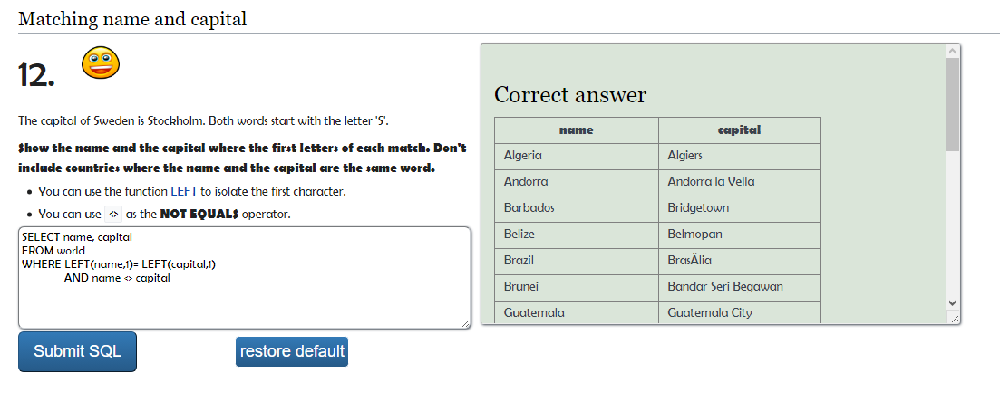 Matching name and capital
12.
The capital of Sweden is Stockholm. Both words start with the letter 'S'.
Show the name and the capital where the first letters of each match. Don't
include countries where the name and the capital are the same word.
You can use the function LEFT to isolate the first character.
You can use <> as the NOT EQUALS operator.
SELECT name, capital
FROM world
WHERE LEFT(name,1)= LEFT(capital,1)
AND name <> capital
Submit SQL restore default
Correct answer
name capital
Algeria Algiers
Andorra Andorra la Vella
Barbados Bridgetown
Belize Belmopan
Brazil BrasÃlia
Brunei Bandar Seri Begawan
Guatemala Guatemala City